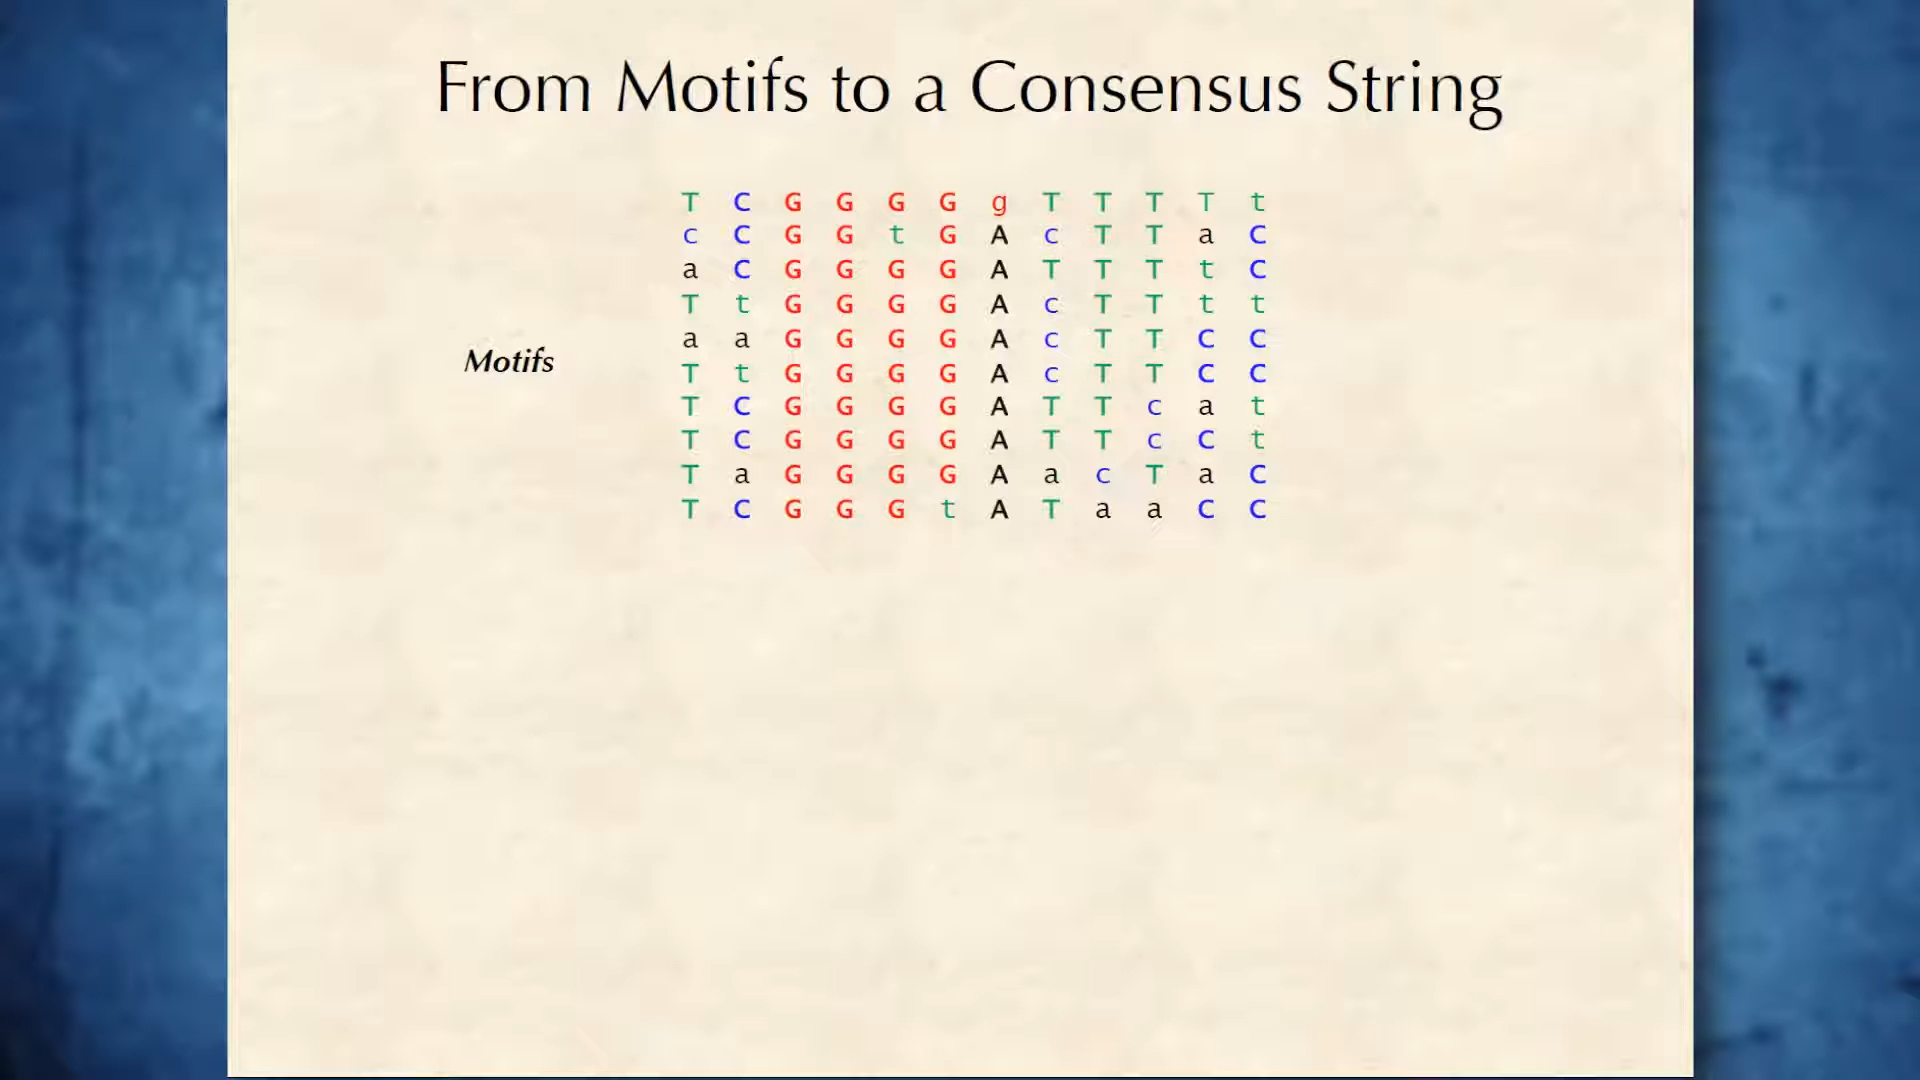 From Motifs to a Consensus String
T C G G G G g T T T T t
c C G G t G A c T T a C
a C G G G G A T T T t C
T t G G G G A c T T t t
a a G G G G A c T T C C
Motifs
T t G G G G A c T T C C
T C G G G G A T T c a t
T C G G G G A T T c C t
T a G G G G A a c T a C
T C G G G t A T a a C C